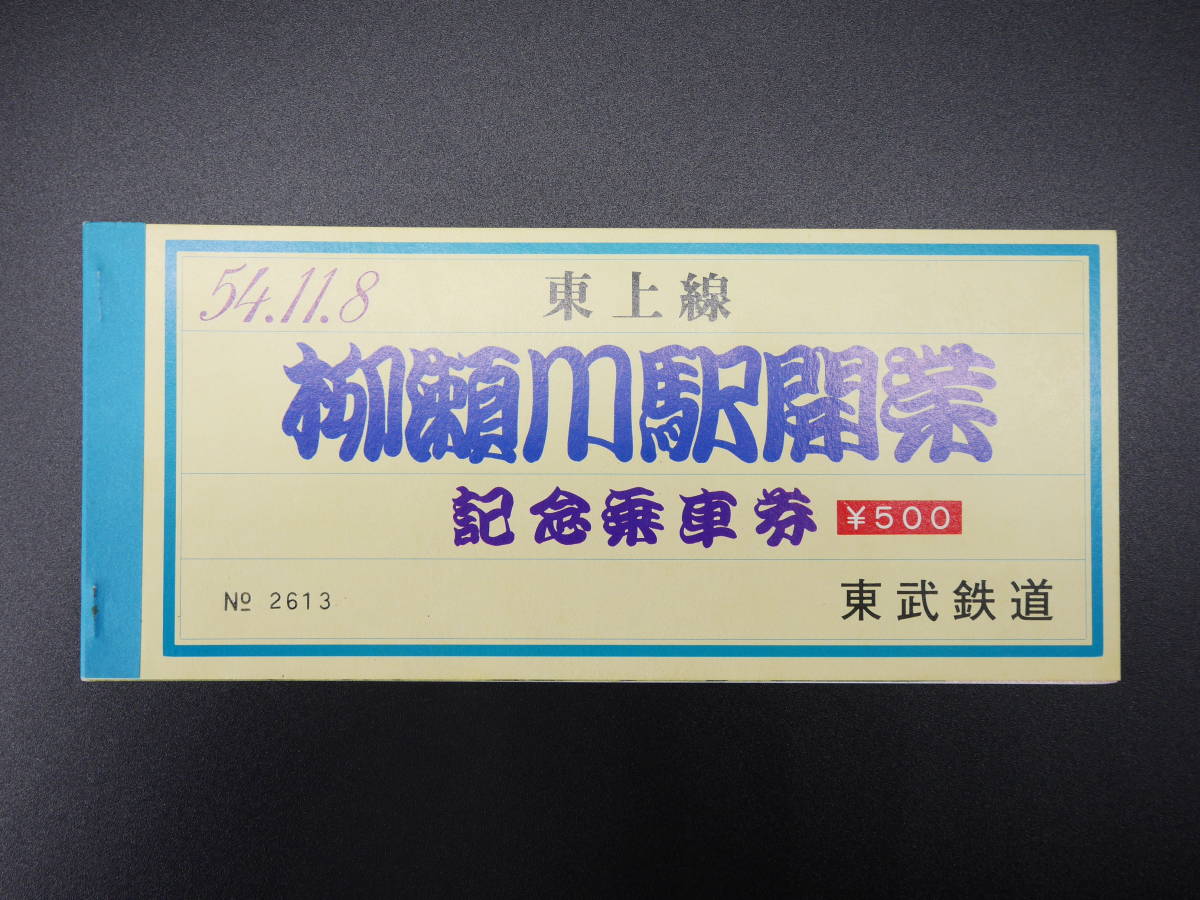 54.11.8 東上線
柳瀬川駅開業
記念乗車券 ¥500
№ 2613 東武鉄道